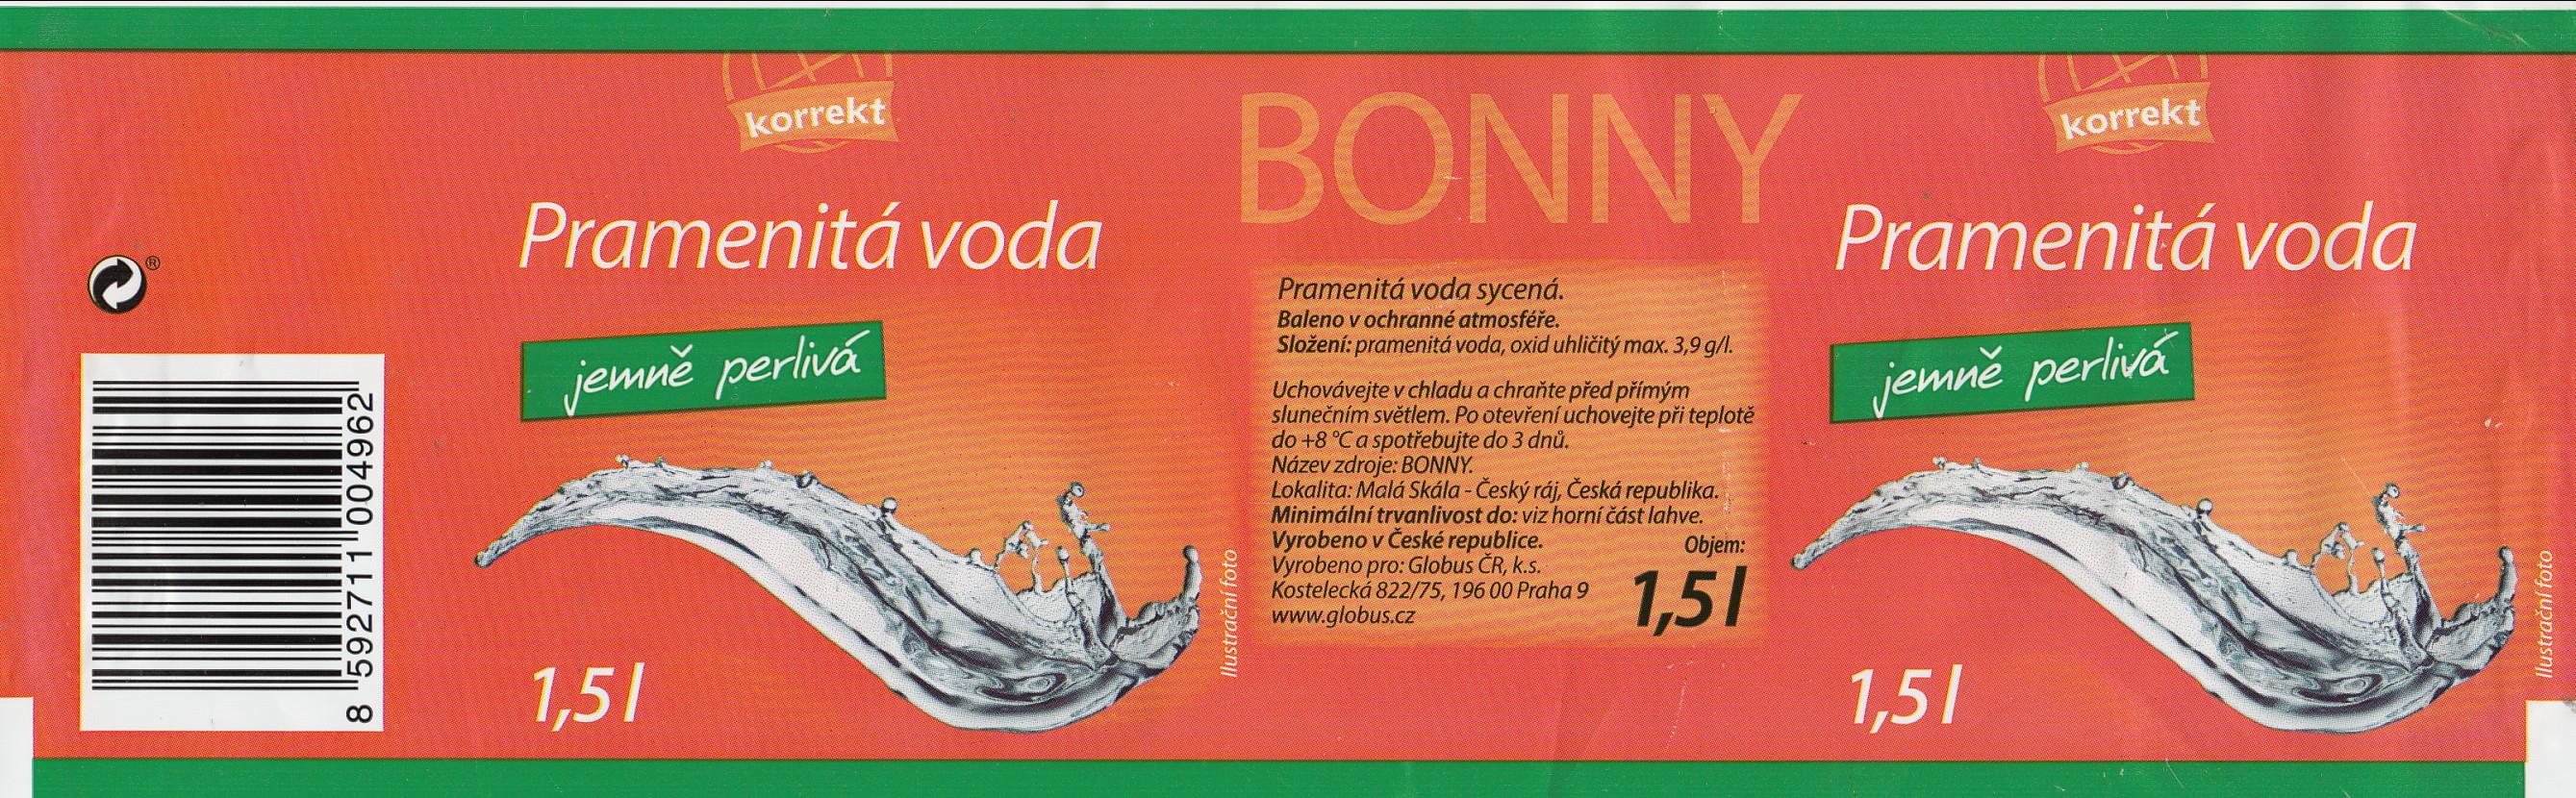 ®
8 592711 004962
korrekt
Pramenitá voda
jemně perlivá
1,5 l
Ilustrační foto
BONNY
Pramenitá voda sycená.
Baleno v ochranné atmosféře.
Složení: pramenitá voda, oxid uhličitý max. 3,9 g/l.
Uchovávejte v chladu a chraňte před přímým
slunečním světlem. Po otevření uchovejte při teplotě
do +8 °C a spotřebujte do 3 dnů.
Název zdroje: BONNY.
Lokalita: Malá Skála - Český ráj, Česká republika.
Minimální trvanlivost do: viz horní část lahve.
Vyrobeno v České republice.
Vyrobeno pro: Globus ČR, k.s.
Kostelecká 822/75, 196 00 Praha 9
www.globus.cz
Objem:
1,5 l
korrekt
Pramenitá voda
jemně perlivá
1,5 l
Ilustrační foto